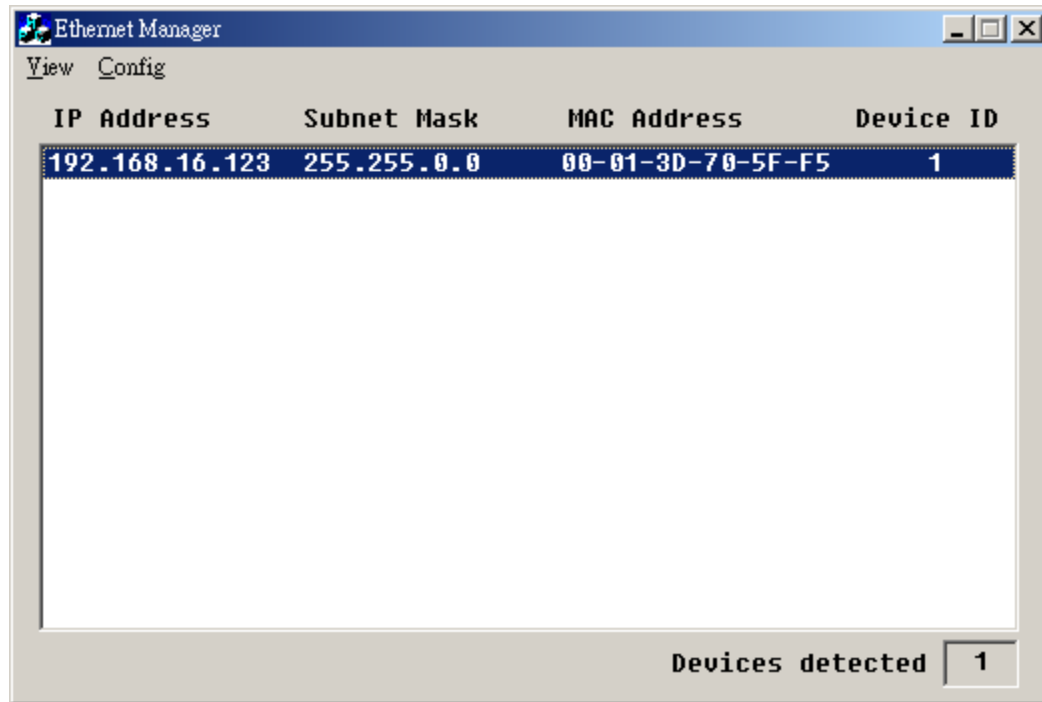 Ethernet Manager
View Config
IP Address Subnet Mask MAC Address Device ID
192.168.16.123 255.255.0.0 00-01-3D-70-5F-F5 1
Devices detected 1